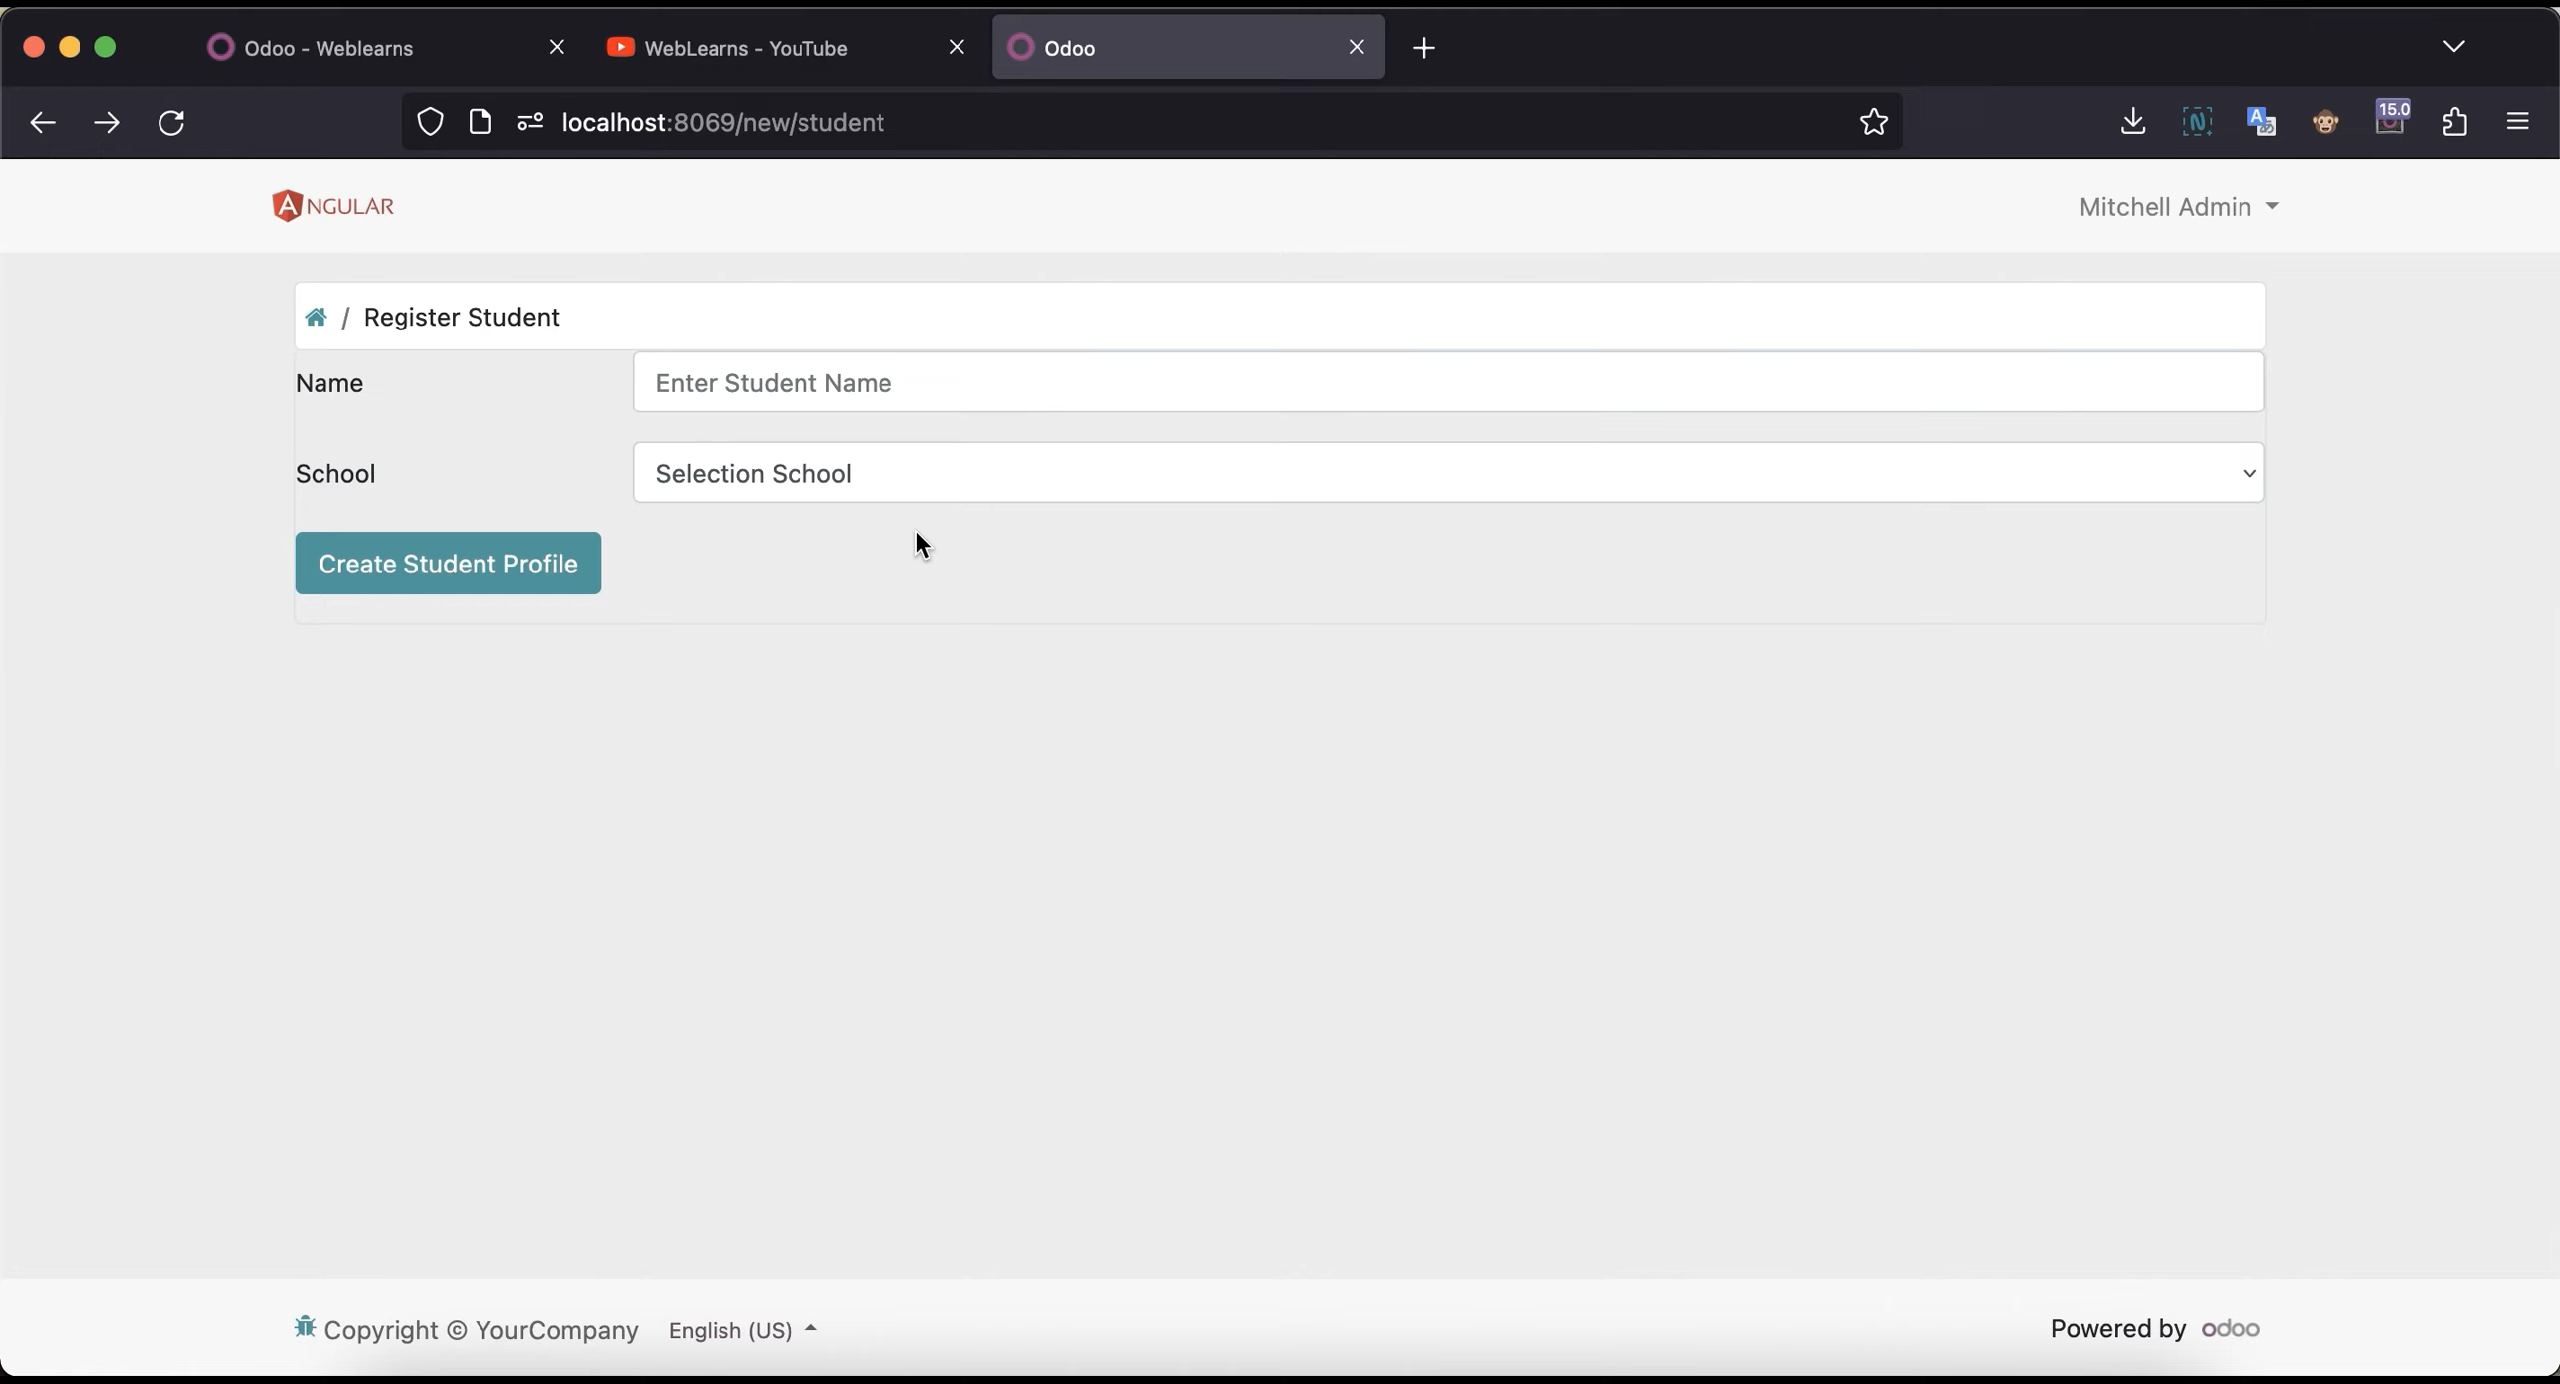 Odoo - Weblearns
WebLearns - YouTube
Odoo
localhost:8069/new/student
15.0
ANGULAR
Mitchell Admin
/ Register Student
Name
Enter Student Name
School
Selection School
Create Student Profile
Copyright © YourCompany
English (US)
Powered by odoo